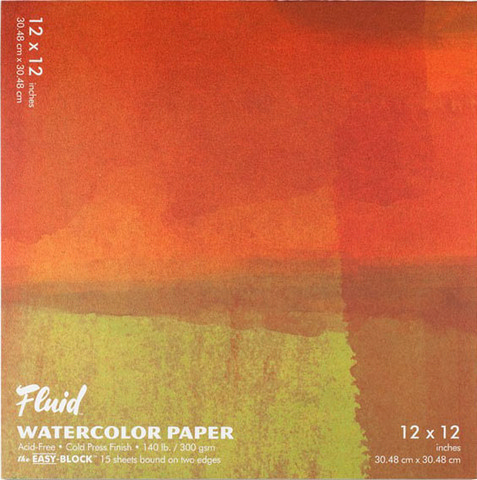 12 x 12
inches
30.48 cm x 30.48 cm
Fluid™
WATERCOLOR PAPER
Acid-Free • Cold Press Finish • 140 lb. / 300 gsm
the EASY-BLOCK™ 15 sheets bound on two edges
12 x 12
inches
30.48 cm x 30.48 cm